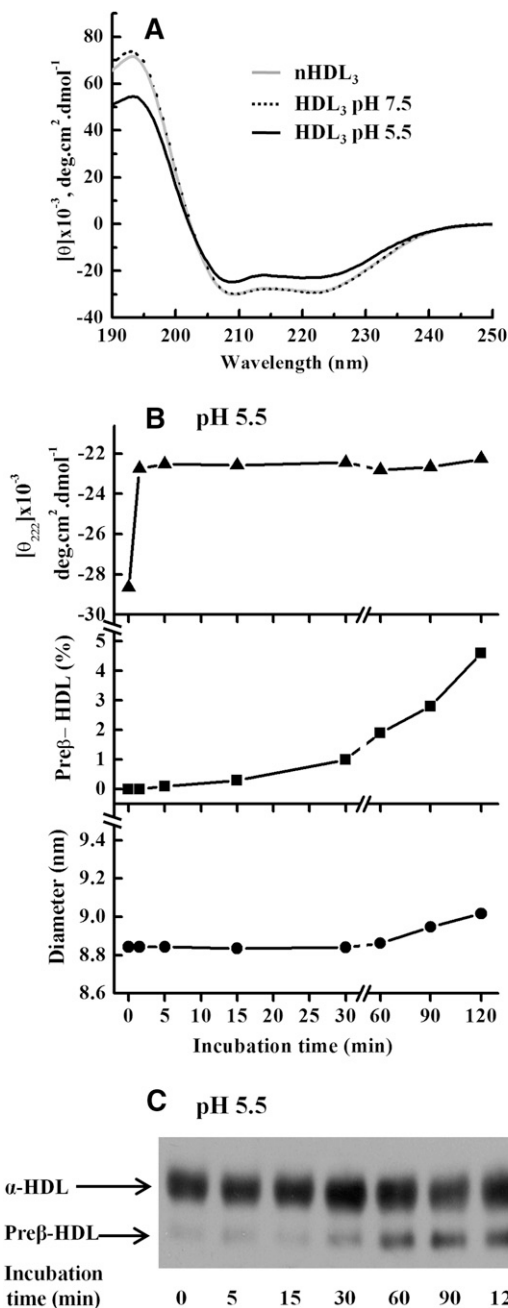 A
nHDL₃
HDL₃ pH 7.5
HDL₃ pH 5.5
[θ]x10⁻³, deg.cm².dmol⁻¹
80
60
40
20
0
-20
-40
190 200 210 220 230 240 250
Wavelength (nm)
B pH 5.5
[θ₂₂₂]x10⁻³
deg.cm².dmol⁻¹
-22
-24
-26
-28
-30
Preβ– HDL (%)
5
4
3
2
1
0
Diameter (nm)
9.4
9.2
9.0
8.8
8.6
0 5 10 15 20 25 30 60 90 120
Incubation time (min)
C pH 5.5
α-HDL
Preβ-HDL
Incubation
time (min) 0 5 15 30 60 90 12